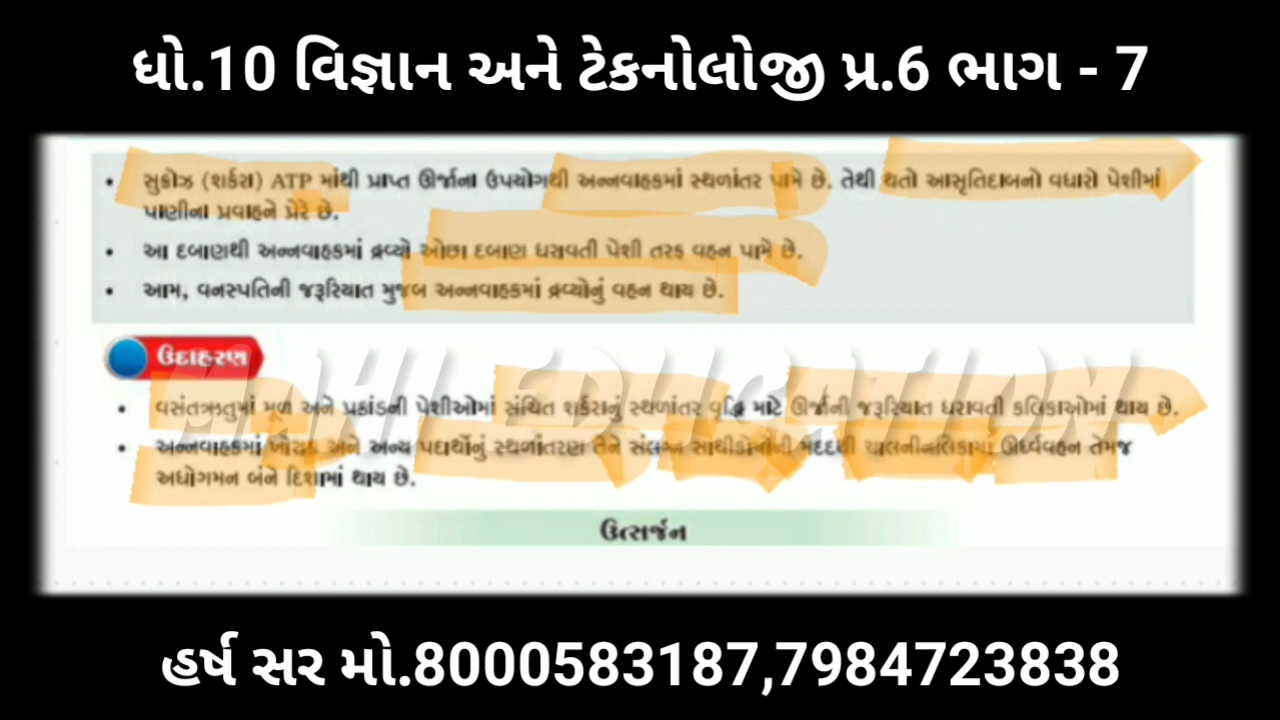 ધો.10 વિજ્ઞાન અને ટેકનોલોજી પ્ર.6 ભાગ - 7
• સુક્રોઝ (શર્કરા) ATP માંથી પ્રાપ્ત ઊર્જાના ઉપયોગથી અન્નવાહકમાં સ્થળાંતર પામે છે. તેથી થતો આસૃતિદાબનો વધારો પેશીમાં
પાણીના પ્રવાહને પ્રેરે છે.
• આ દબાણથી અન્નવાહકમાં દ્રવ્યો ઓછા દબાણ ધરાવતી પેશી તરફ વહન પામે છે.
• આમ, વનસ્પતિની જરૂરિયાત મુજબ અન્નવાહકમાં દ્રવ્યોનું વહન થાય છે.
ઉદાહરણ
MAHI EDUCATION
• વસંતઋતુમાં મૂળ અને પ્રકાંડની પેશીઓમાં સંચિત શર્કરાનું સ્થળાંતર વૃદ્ધિ માટે ઊર્જાની જરૂરિયાત ધરાવતી કલિકાઓમાં થાય છે.
• અન્નવાહકમાં ખોરાક અને અન્ય પદાર્થોનું સ્થળાંતરણ તેને સંલગ્ન સાથીકોષોની મદદથી ચાલનીનલિકામાં ઊર્ધ્વવહન તેમજ
અધોગમન બંને દિશામાં થાય છે.
ઉત્સર્જન
હર્ષ સર મો.8000583187,7984723838